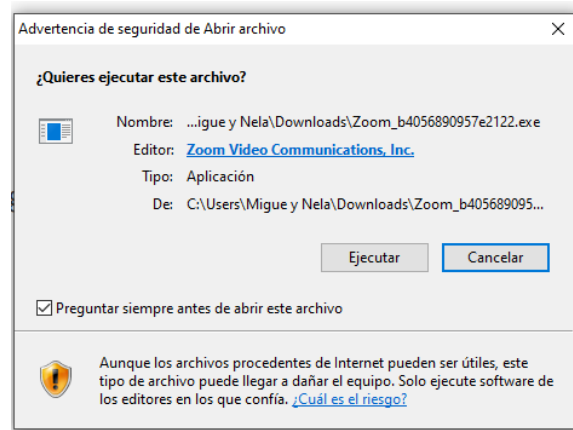 Advertencia de seguridad de Abrir archivo
¿Quieres ejecutar este archivo?
Nombre: ...igue y Nela\Downloads\Zoom_b4056890957e2122.exe
Editor: Zoom Video Communications, Inc.
Tipo: Aplicación
De: C:\Users\Migue y Nela\Downloads\Zoom_b405689095...
Ejecutar Cancelar
Preguntar siempre antes de abrir este archivo
Aunque los archivos procedentes de Internet pueden ser útiles, este
tipo de archivo puede llegar a dañar el equipo. Solo ejecute software de
los editores en los que confía. ¿Cuál es el riesgo?